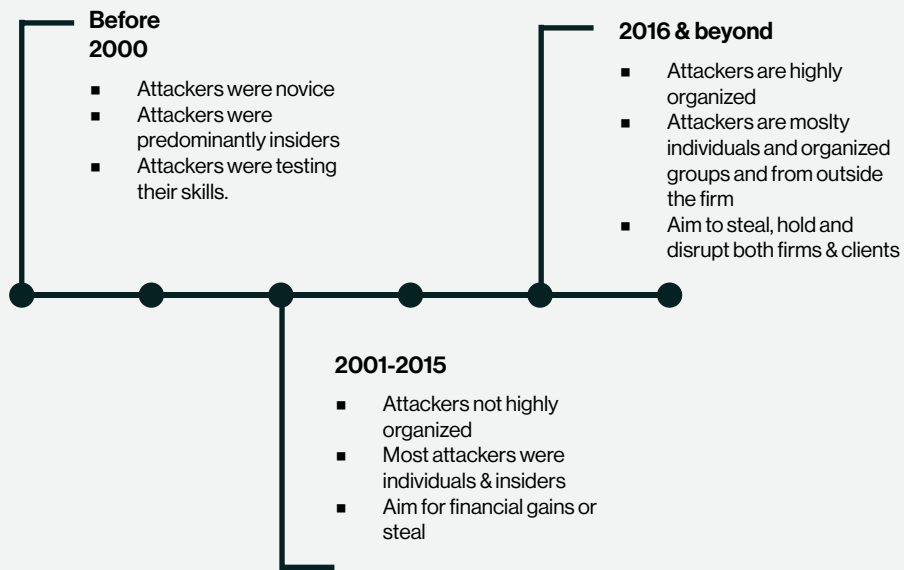 Before
2000
▪ Attackers were novice
▪ Attackers were
predominantly insiders
▪ Attackers were testing
their skills.
2016 & beyond
▪ Attackers are highly
organized
▪ Attackers are moslty
individuals and organized
groups and from outside
the firm
▪ Aim to steal, hold and
disrupt both firms & clients
2001-2015
▪ Attackers not highly
organized
▪ Most attackers were
individuals & insiders
▪ Aim for financial gains or
steal